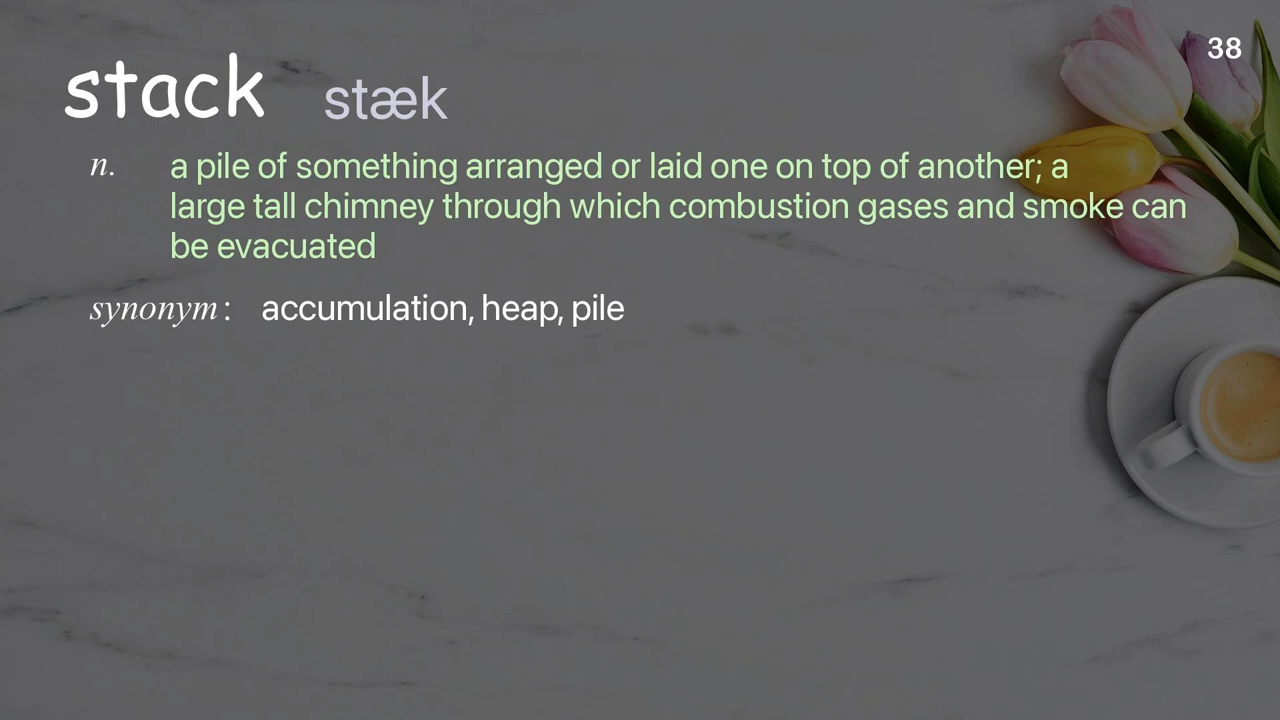 38
stack stæk
n. a pile of something arranged or laid one on top of another; a
large tall chimney through which combustion gases and smoke can
be evacuated
synonym: accumulation, heap, pile